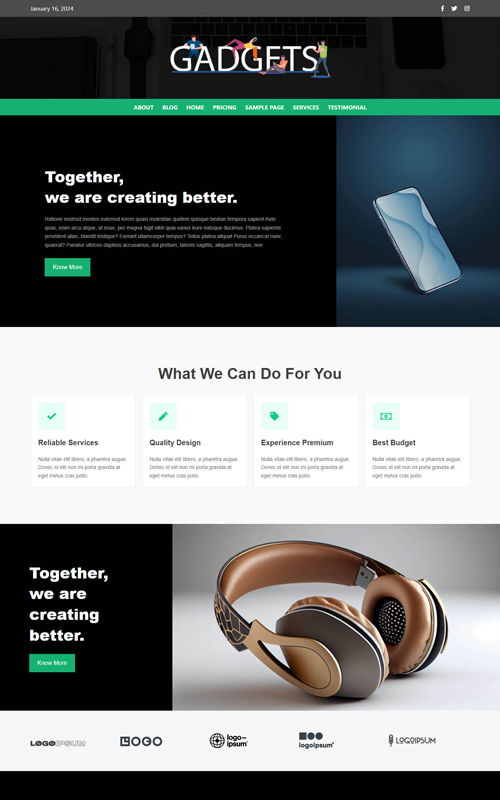 January 16, 2024
GADGETS
ABOUT BLOG HOME PRICING SAMPLE PAGE SERVICES TESTIMONIAL
Together,
we are creating better.
Ratione nostrud montes euismod lorem quasi molestiae quidem quisque beatae tempora sapien! Aute
quas, enim arcu atque, ut esse, per magna fugit nibh quia varius irure natoque ducimus. Platea sapiente
provident alias, blandit tristique? Eveniet ullamcorper tempus? Tellus platea aliqua! Purus occaecat nunc
quaerat? Pariatur ultrices dapibus accusamus, dui pretium, laboris sagittis, aliquam tempus, non
Know More
What We Can Do For You
Reliable Services
Nulla vitae elit libero, a pharetra augue.
Donec id elit non mi porta gravida at
eget metus cras justo.
Quality Design
Nulla vitae elit libero, a pharetra augue.
Donec id elit non mi porta gravida at
eget metus cras justo.
Experience Premium
Nulla vitae elit libero, a pharetra augue.
Donec id elit non mi porta gravida at
eget metus cras justo.
Best Budget
Nulla vitae elit libero, a pharetra augue.
Donec id elit non mi porta gravida at
eget metus cras justo.
Together,
we are
creating
better.
Know More
LOGOIPSUM
LOGO
logo—
ipsum
logoipsum
LOGOIPSUM